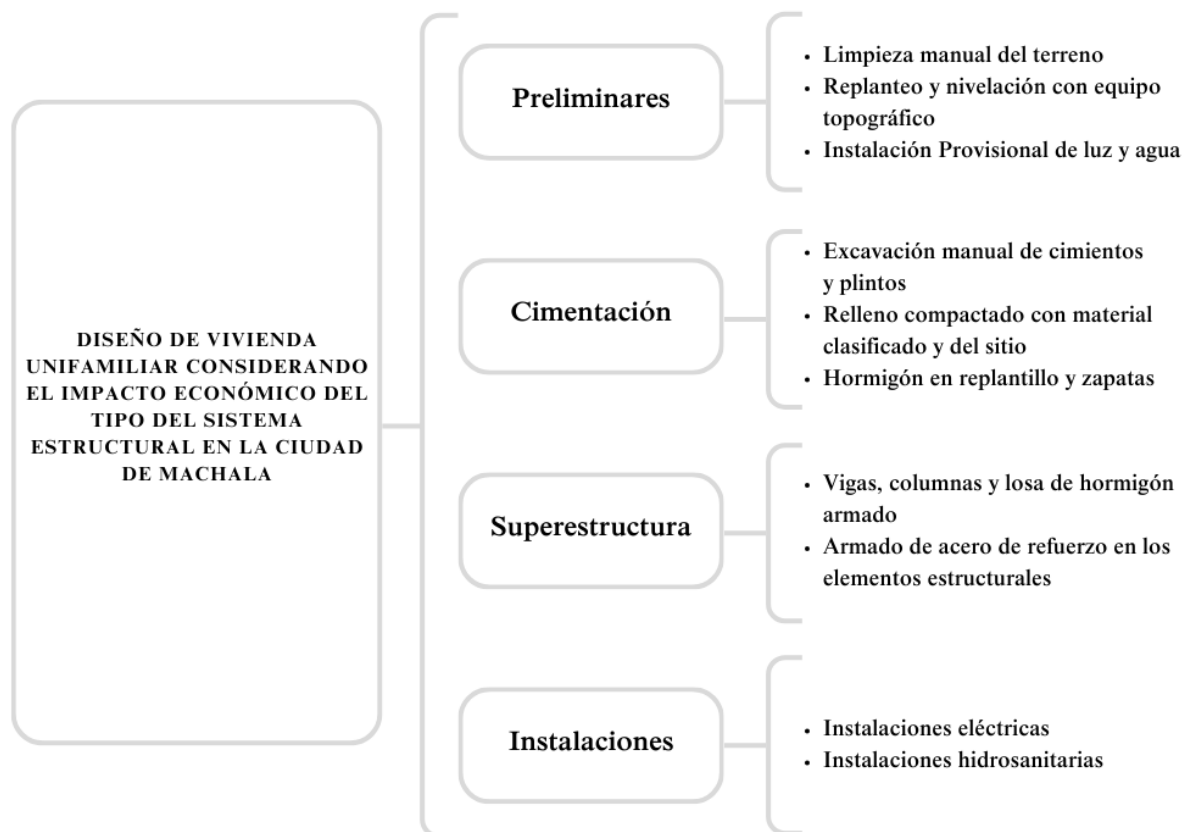 DISEÑO DE VIVIENDA
UNIFAMILIAR CONSIDERANDO
EL IMPACTO ECONÓMICO DEL
TIPO DEL SISTEMA
ESTRUCTURAL EN LA CIUDAD
DE MACHALA
Preliminares
• Limpieza manual del terreno
• Replanteo y nivelación con equipo
topográfico
• Instalación Provisional de luz y agua
Cimentación
• Excavación manual de cimientos
y plintos
• Relleno compactado con material
clasificado y del sitio
• Hormigón en replantillo y zapatas
Superestructura
• Vigas, columnas y losa de hormigón
armado
• Armado de acero de refuerzo en los
elementos estructurales
Instalaciones
• Instalaciones eléctricas
• Instalaciones hidrosanitarias